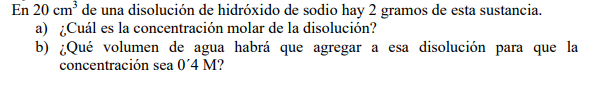 En 20 cm³ de una disolución de hidróxido de sodio hay 2 gramos de esta sustancia.
a) ¿Cuál es la concentración molar de la disolución?
b) ¿Qué volumen de agua habrá que agregar a esa disolución para que la
concentración sea 0´4 M?